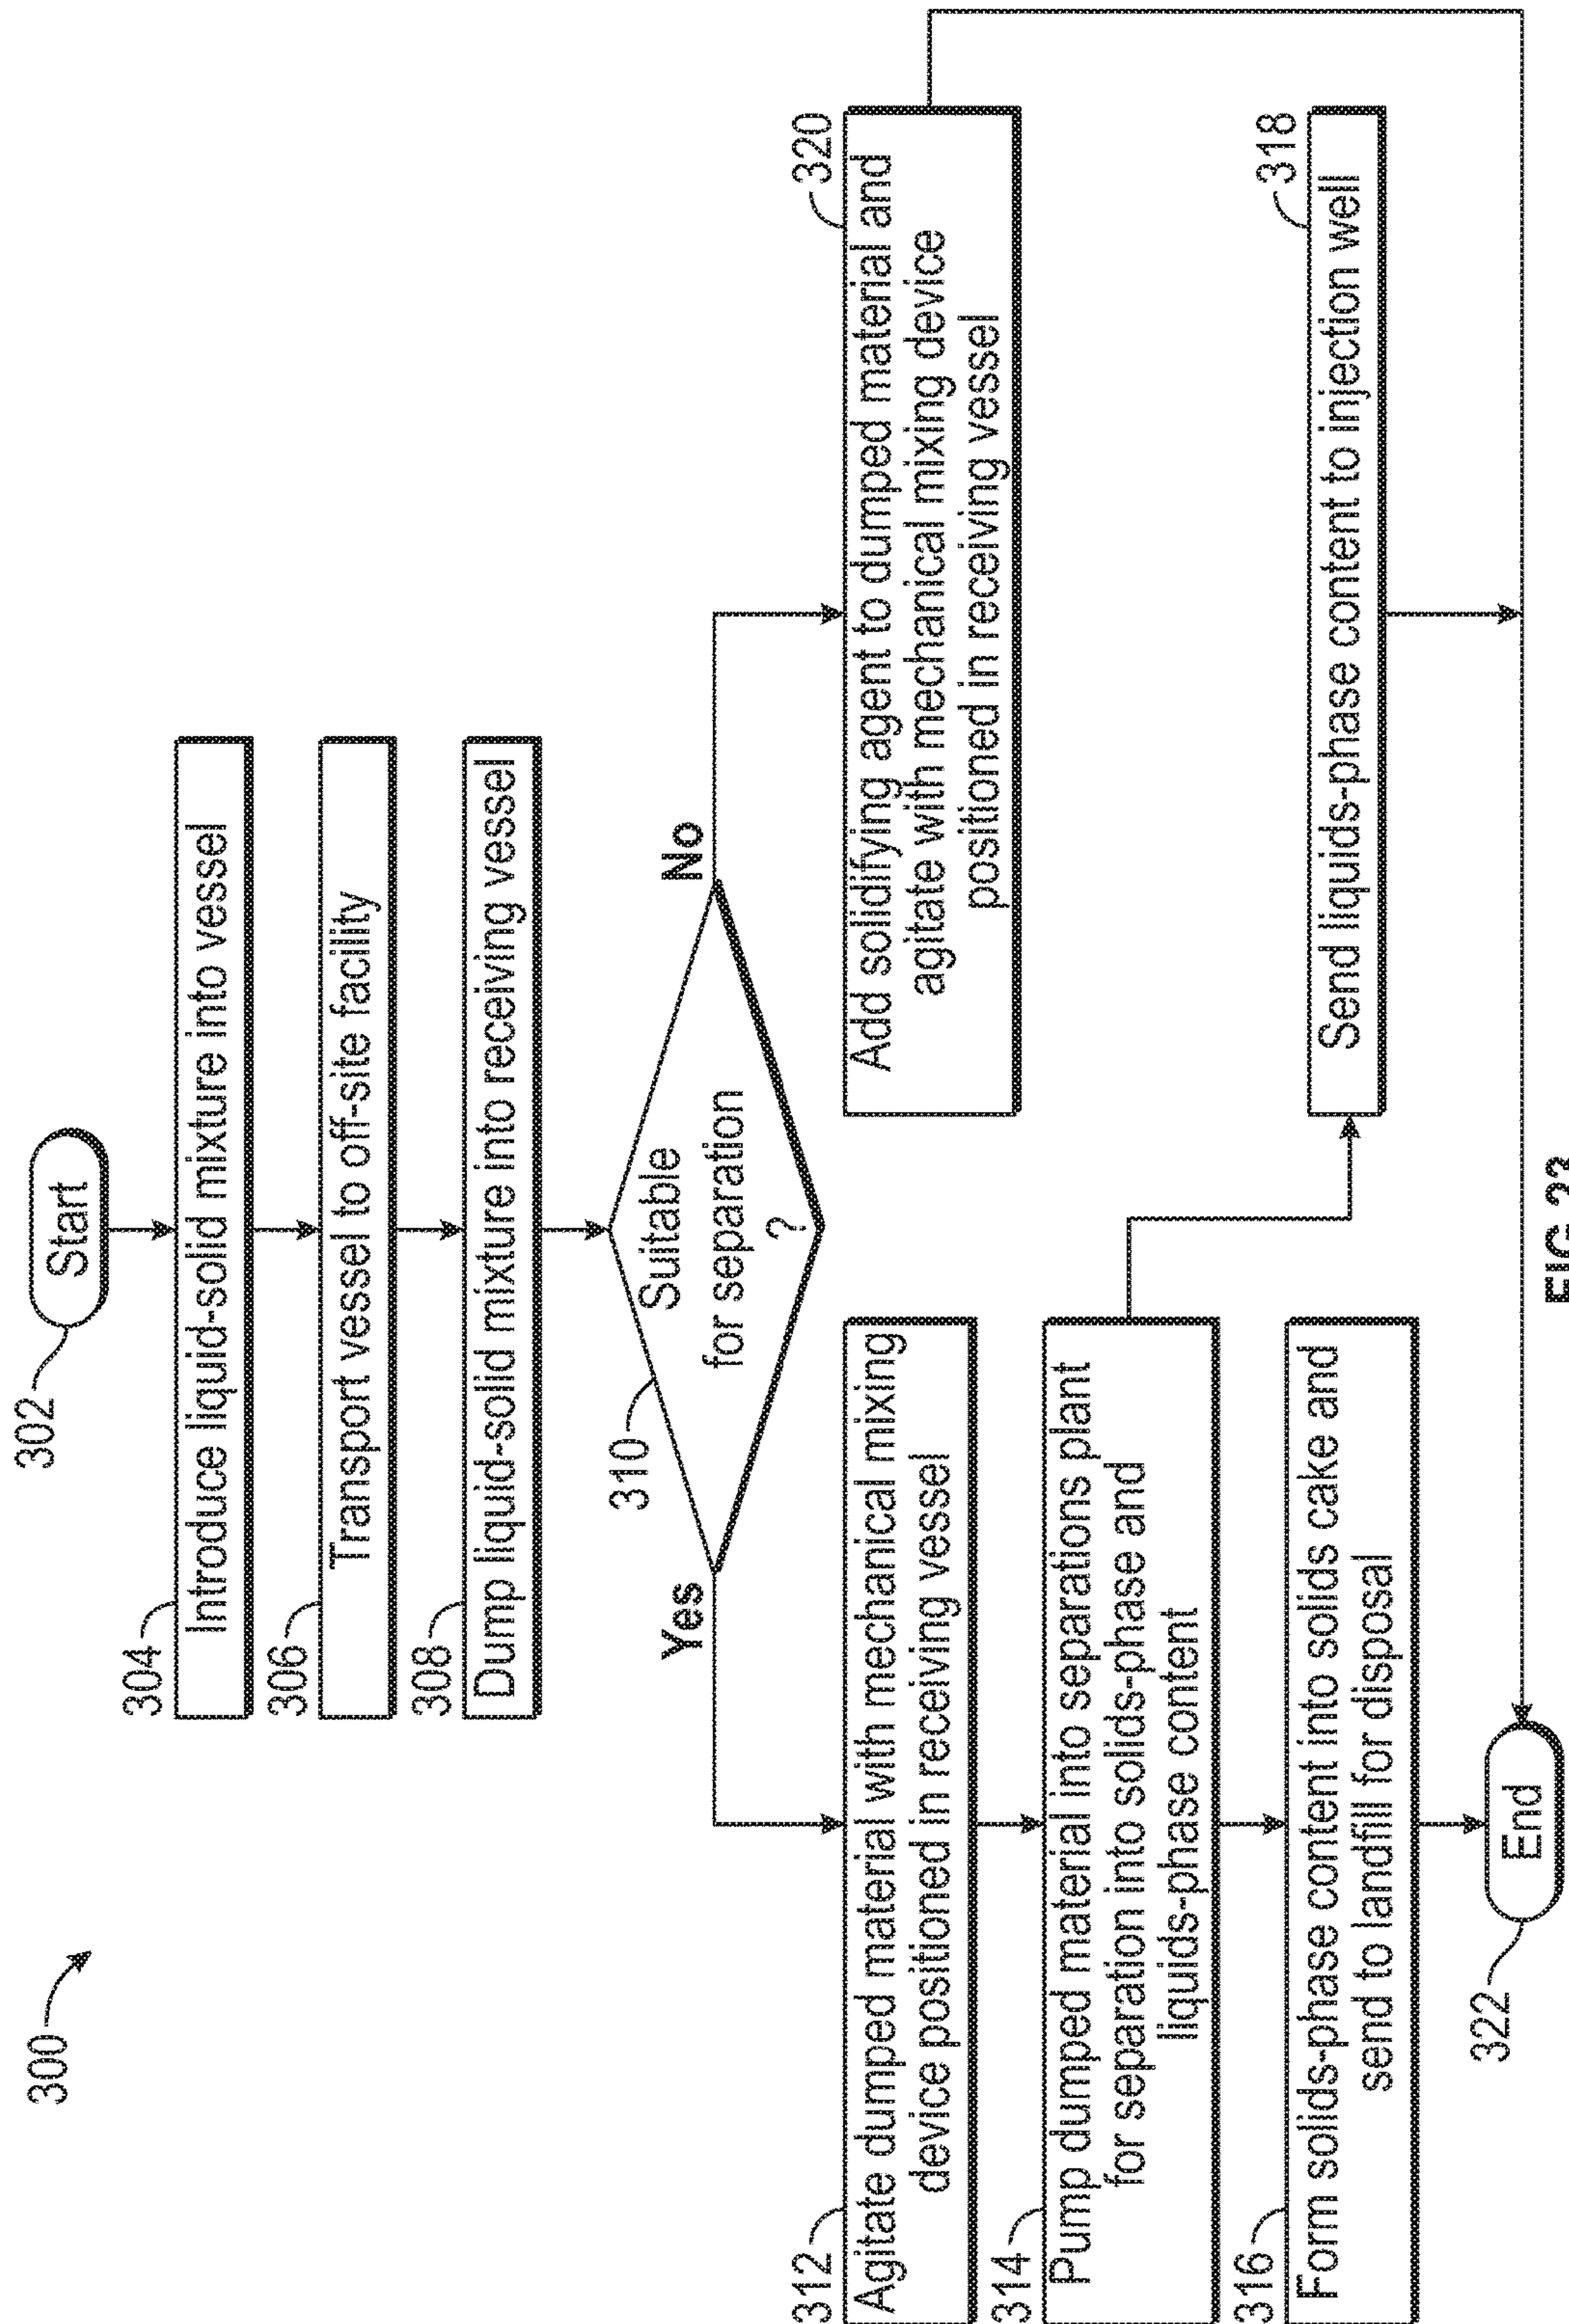 300
302
Start
304
Introduce liquid-solid mixture into vessel
306
Transport vessel to off-site facility
308
Dump liquid-solid mixture into receiving vessel
310
Suitable
for separation
?
Yes
No
312
Agitate dumped material with mechanical mixing
device positioned in receiving vessel
320
Add solidifying agent to dumped material and
agitate with mechanical mixing device
positioned in receiving vessel
314
Pump dumped material into separations plant
for separation into solids-phase and
liquids-phase content
316
Form solids-phase content into solids cake and
send to landfill for disposal
318
Send liquids-phase content to injection well
322
End